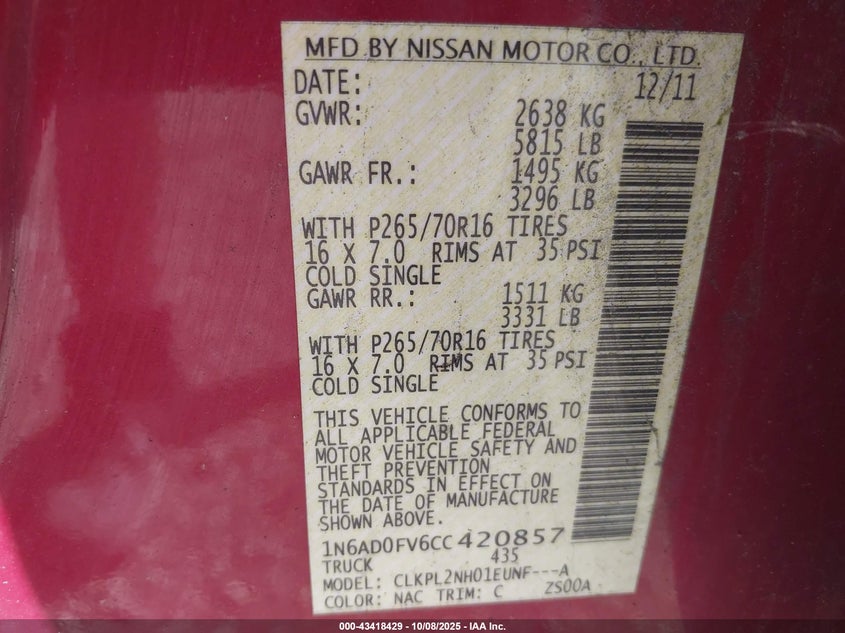 MFD BY NISSAN MOTOR CO., LTD.
DATE: 12/11
GVWR: 2638 KG
5815 LB
GAWR FR.: 1495 KG
3296 LB
WITH P265/70R16 TIRES
16 X 7.0 RIMS AT 35 PSI
COLD SINGLE
GAWR RR.: 1511 KG
3331 LB
WITH P265/70R16 TIRES
16 X 7.0 RIMS AT 35 PSI
COLD SINGLE
THIS VEHICLE CONFORMS TO
ALL APPLICABLE FEDERAL
MOTOR VEHICLE SAFETY AND
THEFT PREVENTION
STANDARDS IN EFFECT ON
THE DATE OF MANUFACTURE
SHOWN ABOVE.
1N6AD0FV6CC 420857
TRUCK 435
MODEL: CLKPL2NH01EUNF---A
COLOR: NAC TRIM: C ZS00A
000-43418429 - 10/08/2025 - IAA Inc.